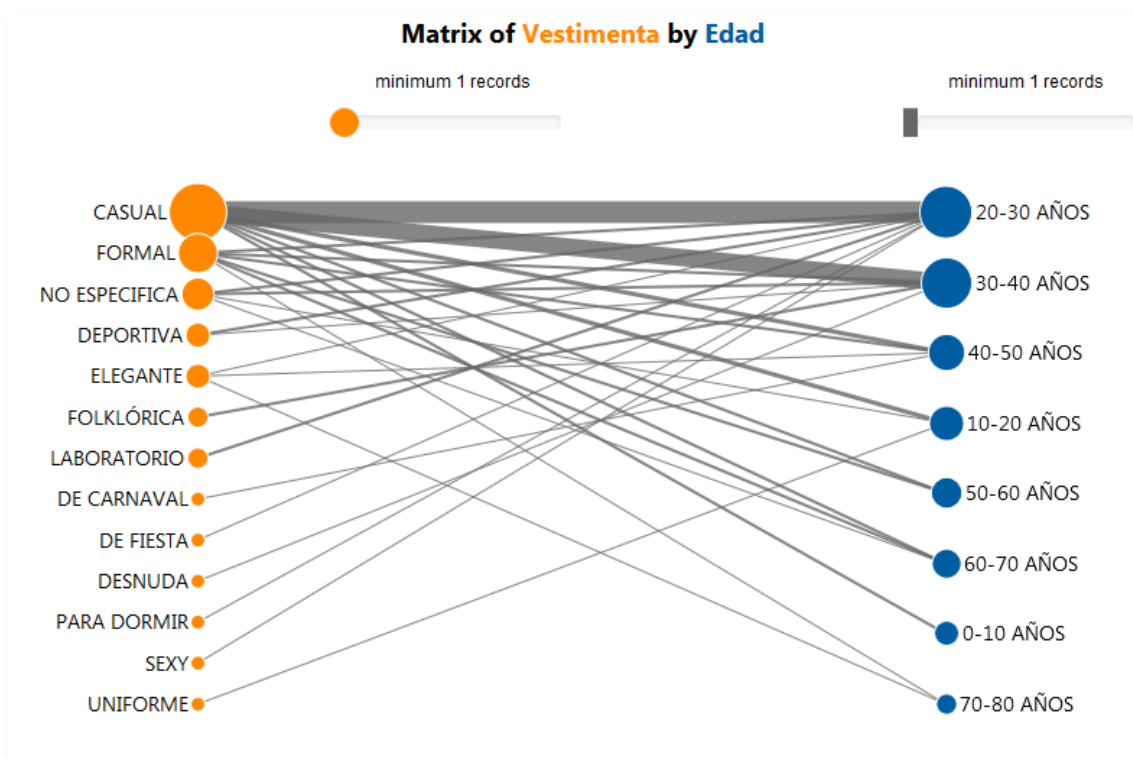 Matrix of Vestimenta by Edad
minimum 1 records
minimum 1 records
CASUAL
FORMAL
NO ESPECIFICA
DEPORTIVA
ELEGANTE
FOLKLÓRICA
LABORATORIO
DE CARNAVAL
DE FIESTA
DESNUDA
PARA DORMIR
SEXY
UNIFORME
20-30 AÑOS
30-40 AÑOS
40-50 AÑOS
10-20 AÑOS
50-60 AÑOS
60-70 AÑOS
0-10 AÑOS
70-80 AÑOS